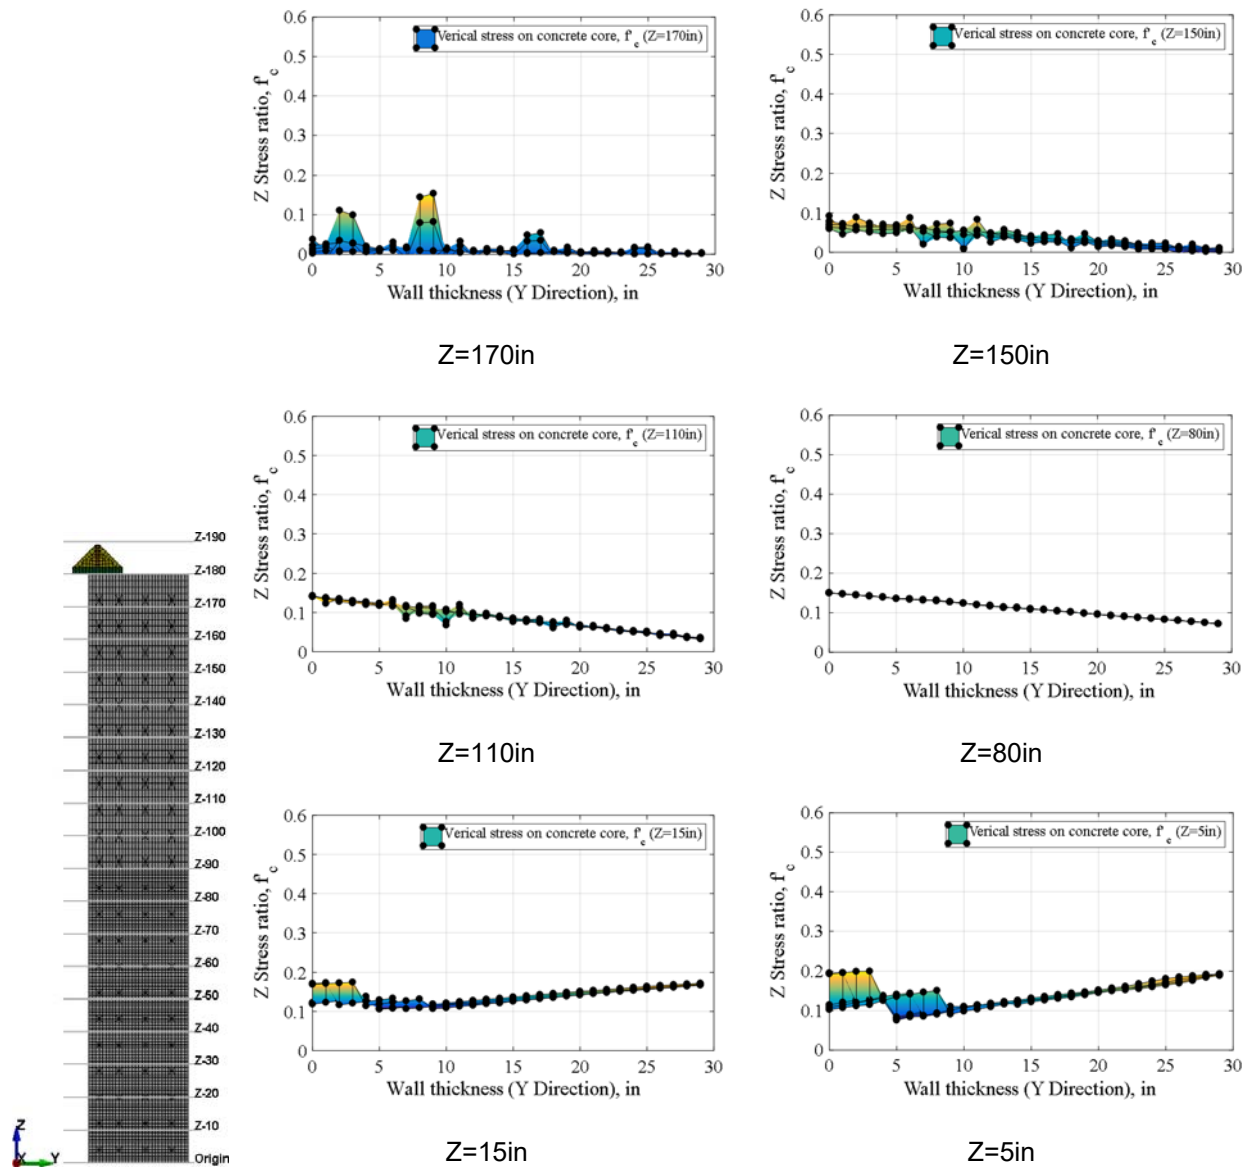 0.6
0.5
0.4
0.3
0.2
0.1
0
Z Stress ratio, f'c
Verical stress on concrete core, f'c (Z=170in)
0 5 10 15 20 25 30
Wall thickness (Y Direction), in
Z=170in
0.6
0.5
0.4
0.3
0.2
0.1
0
Z Stress ratio, f'c
Verical stress on concrete core, f'c (Z=150in)
0 5 10 15 20 25 30
Wall thickness (Y Direction), in
Z=150in
0.6
0.5
0.4
0.3
0.2
0.1
0
Z Stress ratio, f'c
Verical stress on concrete core, f'c (Z=110in)
0 5 10 15 20 25 30
Wall thickness (Y Direction), in
Z=110in
0.6
0.5
0.4
0.3
0.2
0.1
0
Z Stress ratio, f'c
Verical stress on concrete core, f'c (Z=80in)
0 5 10 15 20 25 30
Wall thickness (Y Direction), in
Z=80in
Z-190
Z-180
Z-170
Z-160
Z-150
Z-140
Z-130
Z-120
Z-110
Z-100
Z-90
Z-80
Z-70
Z-60
Z-50
Z-40
Z-30
Z-20
Z-10
Origin
Z
X Y
0.6
0.5
0.4
0.3
0.2
0.1
0
Z Stress ratio, f'c
Verical stress on concrete core, f'c (Z=15in)
0 5 10 15 20 25 30
Wall thickness (Y Direction), in
Z=15in
0.6
0.5
0.4
0.3
0.2
0.1
0
Z Stress ratio, f'c
Verical stress on concrete core, f'c (Z=5in)
0 5 10 15 20 25 30
Wall thickness (Y Direction), in
Z=5in